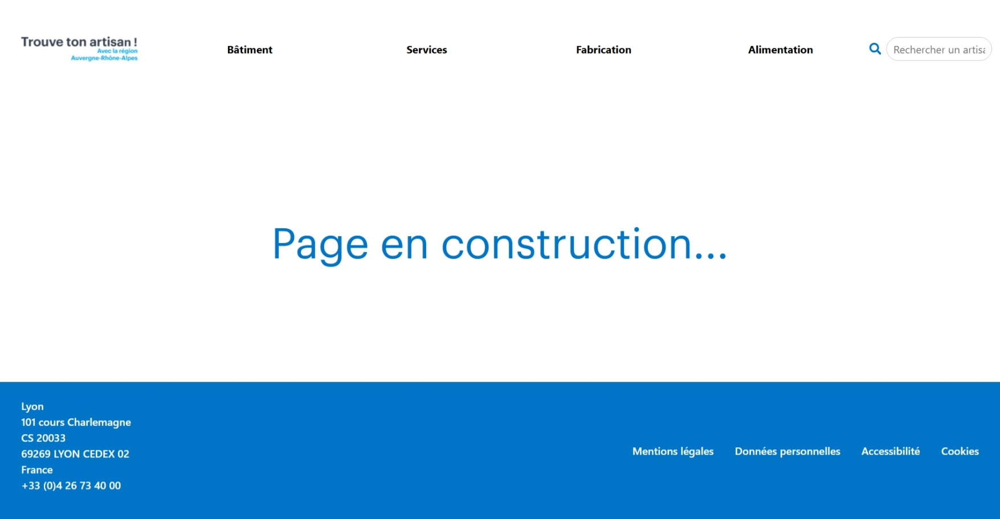 Trouve ton artisan !
Avec la région
Auvergne-Rhône-Alpes
Bâtiment
Services
Fabrication
Alimentation
Rechercher un artisa
Page en construction...
Lyon
101 cours Charlemagne
CS 20033
69269 LYON CEDEX 02
France
+33 (0)4 26 73 40 00
Mentions légales
Données personnelles
Accessibilité
Cookies